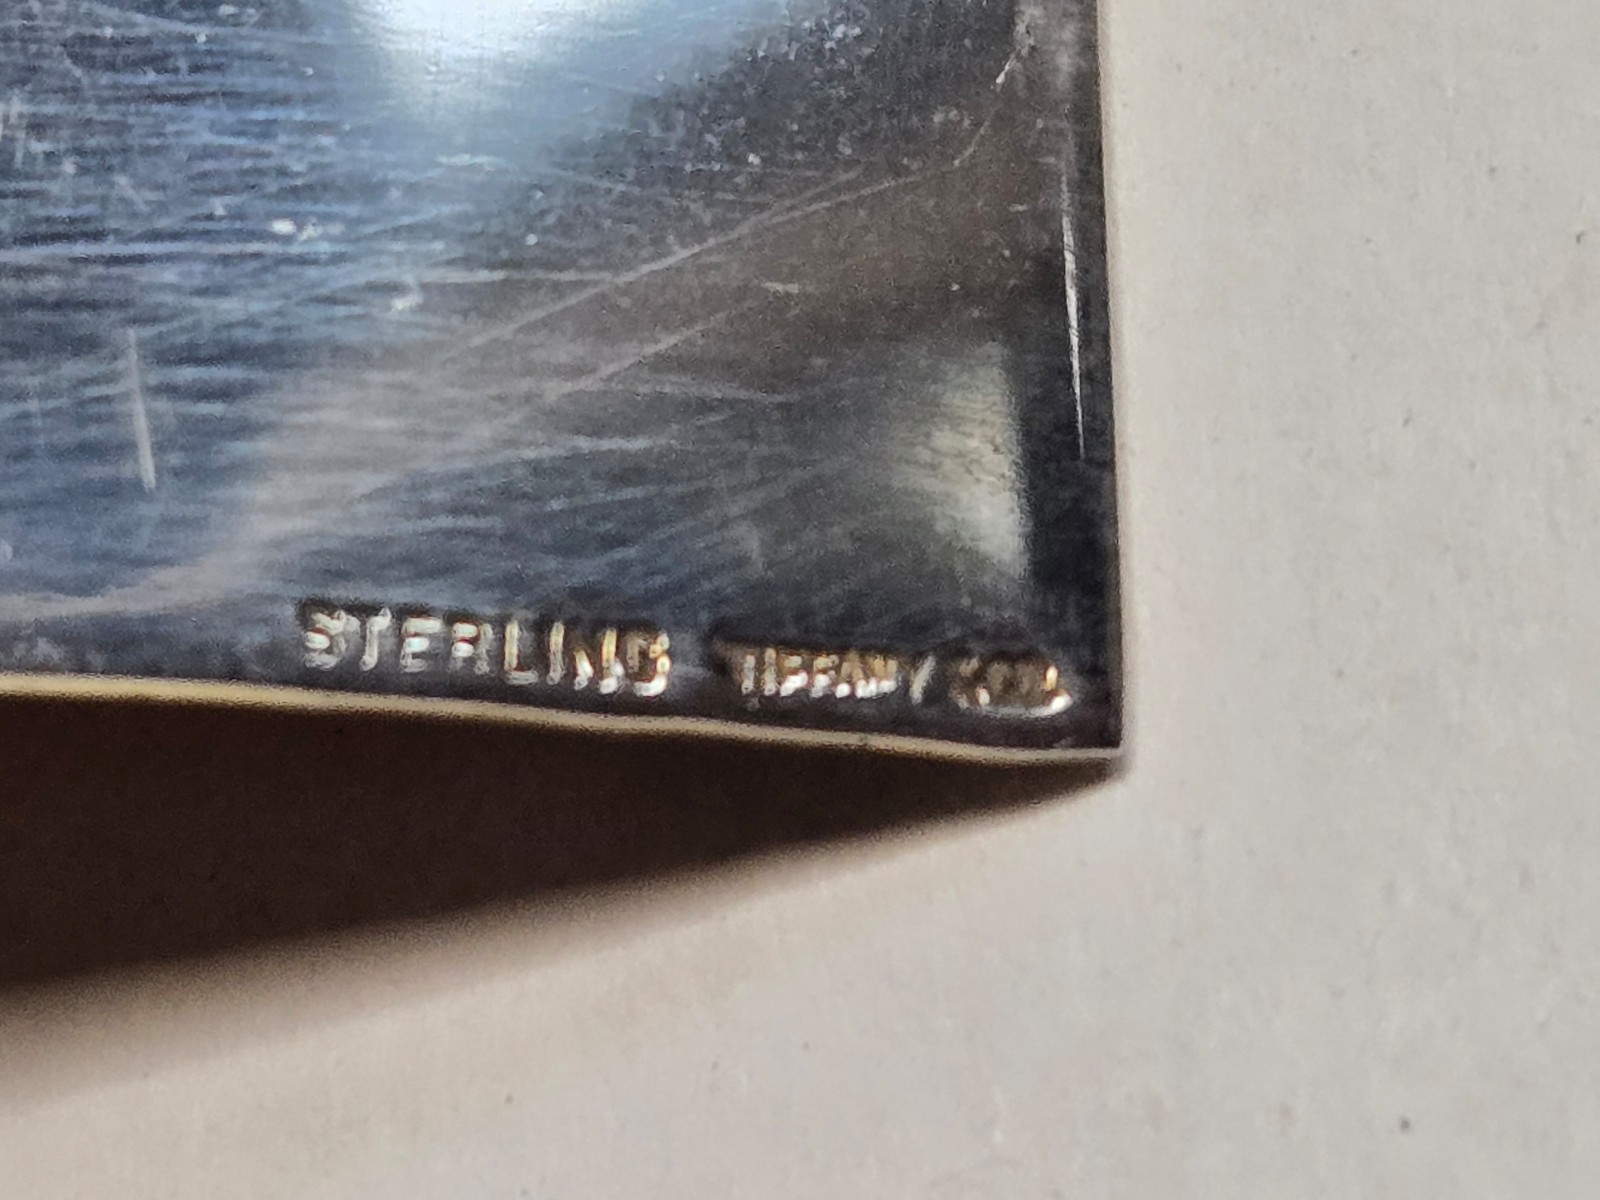 STERLING TIFFANY & CO.